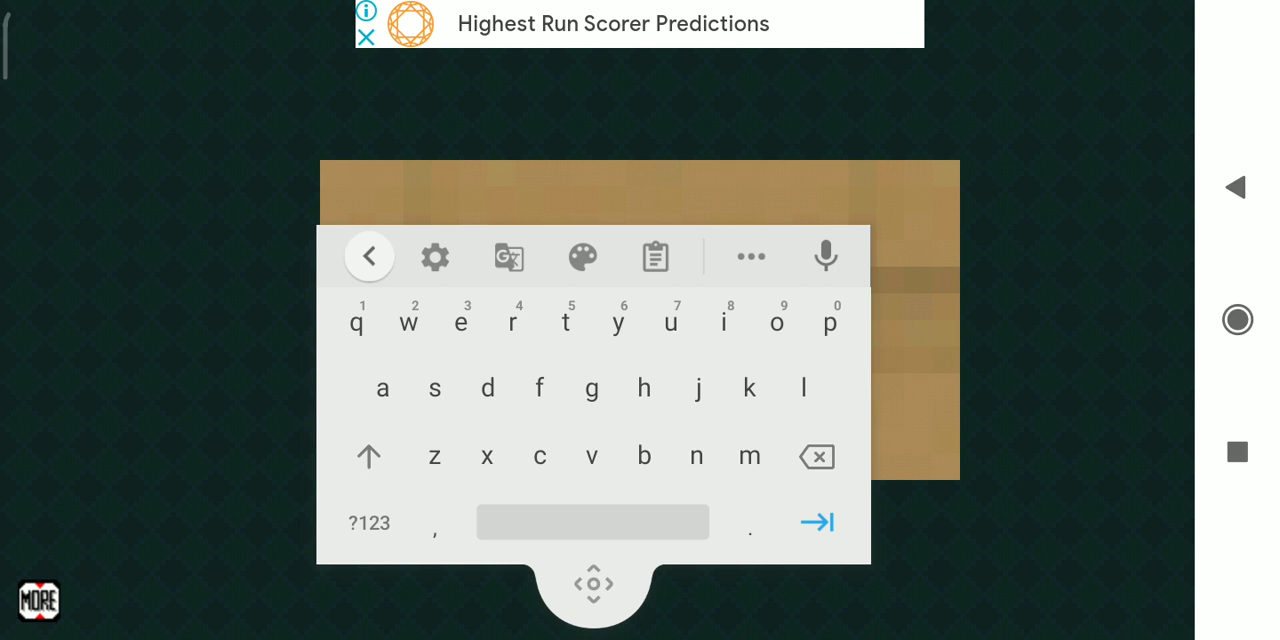 Highest Run Scorer Predictions
1 2 3 4 5 6 7 8 9 0
q w e r t y u i o p
a s d f g h j k l
z x c v b n m
?123 , .
MORE